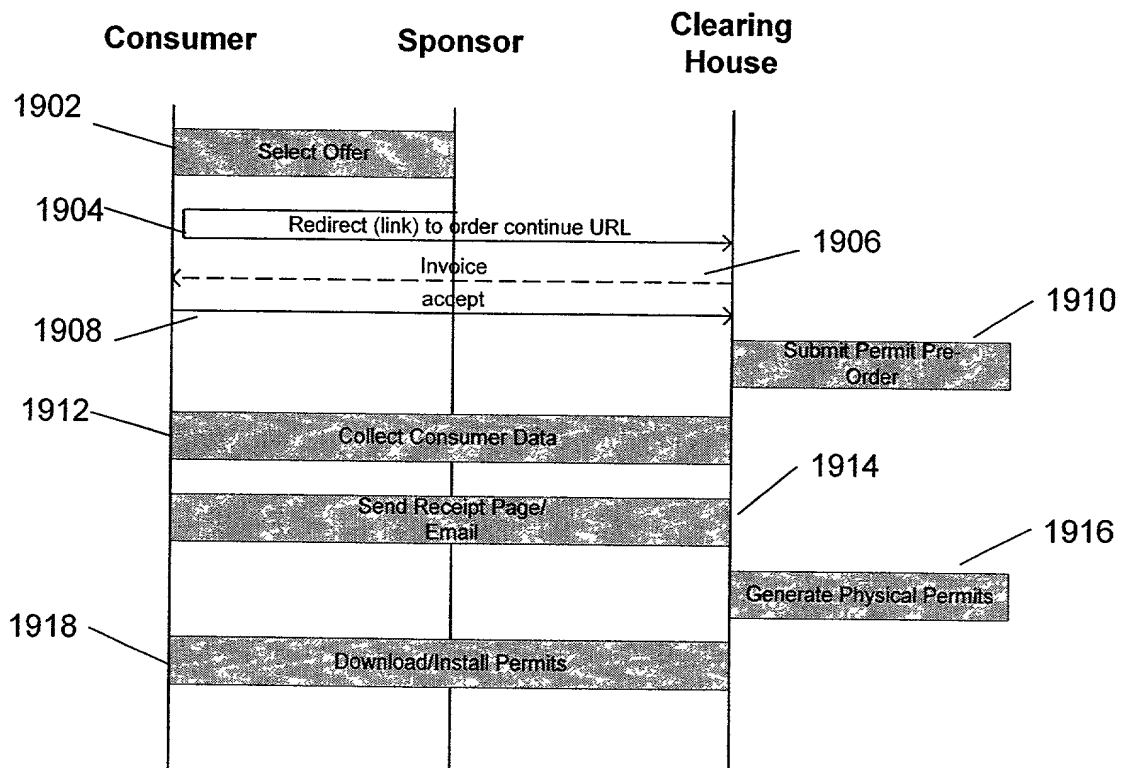 Consumer
Sponsor
Clearing
House
1902
Select Offer
1904
Redirect (link) to order continue URL
1906
Invoice
accept
1908
1910
Submit Permit Pre-
Order
1912
Collect Consumer Data
1914
Send Receipt Page/
Email
1916
Generate Physical Permits
1918
Download/Install Permits